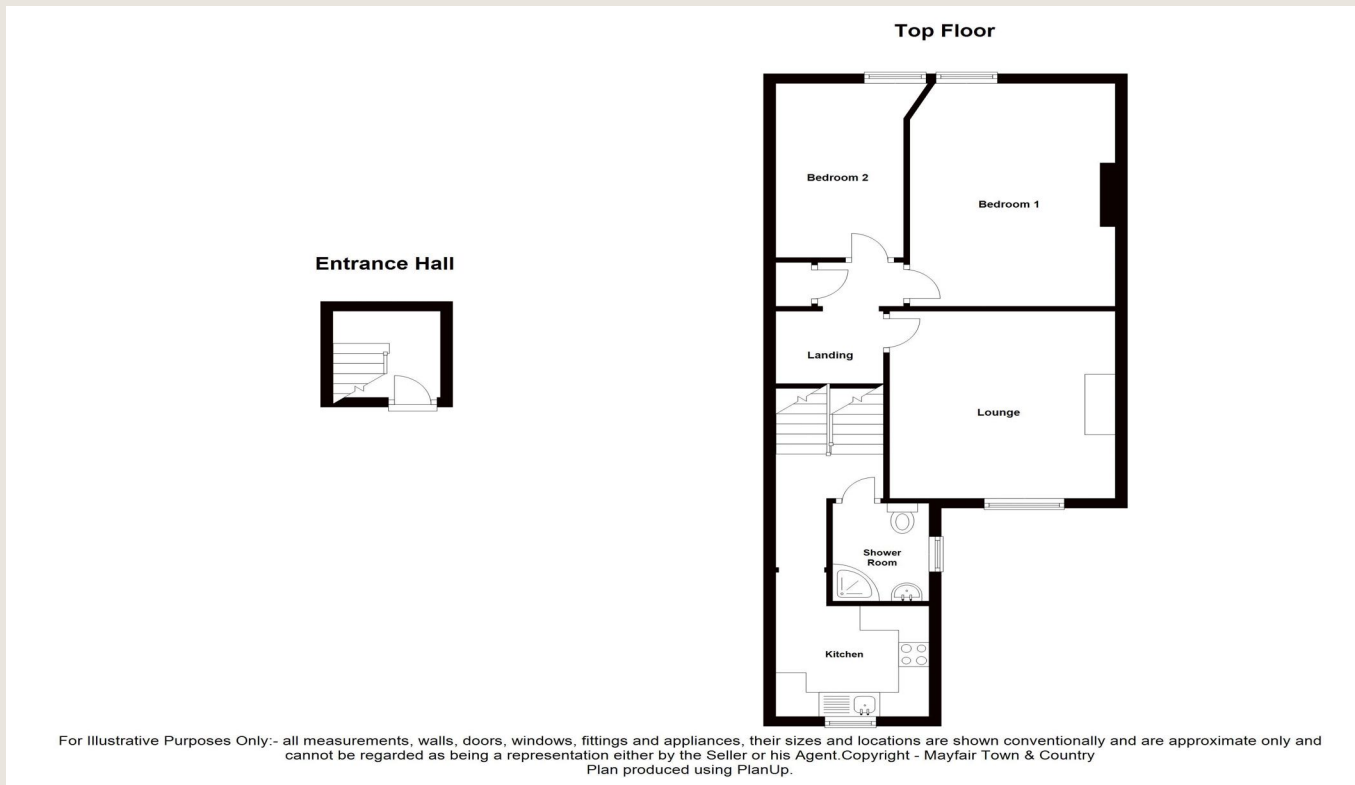 Top Floor
Bedroom 2
Bedroom 1
Entrance Hall
Landing
Lounge
Shower
Room
Kitchen
For Illustrative Purposes Only:- all measurements, walls, doors, windows, fittings and appliances, their sizes and locations are shown conventionally and are approximate only and
cannot be regarded as being a representation either by the Seller or his Agent.Copyright - Mayfair Town & Country
Plan produced using PlanUp.